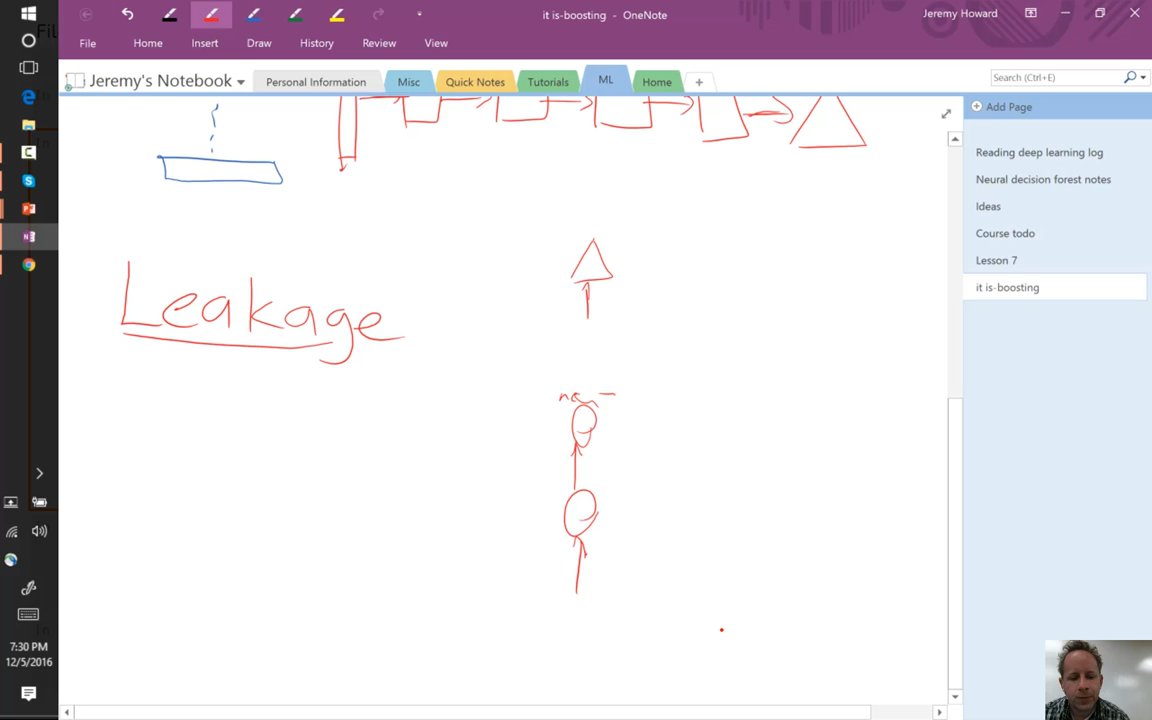 it is-boosting - OneNote
Jeremy Howard
File
Home
Insert
Draw
History
Review
View
Jeremy's Notebook
Personal Information
Misc
Quick Notes
Tutorials
ML
Home
+
Search (Ctrl+E)
Add Page
Reading deep learning log
Neural decision forest notes
Ideas
Course todo
Lesson 7
it is-boosting
Leakage
7:30 PM
12/5/2016